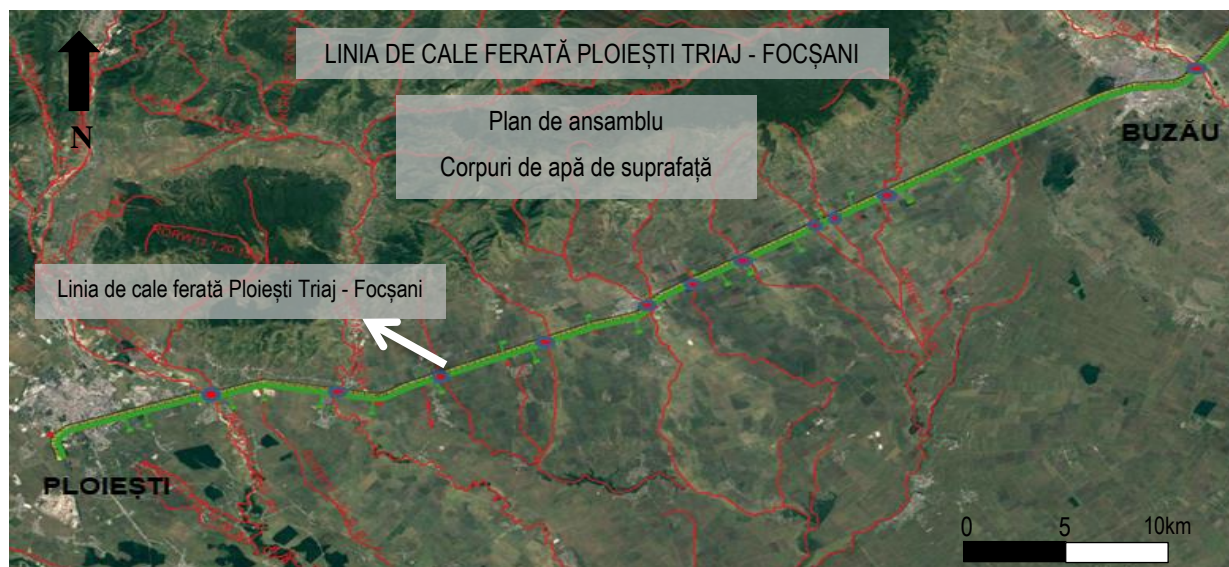 LINIA DE CALE FERATĂ PLOIEȘTI TRIAJ - FOCȘANI
N
Plan de ansamblu
Corpuri de apă de suprafață
BUZĂU
Linia de cale ferată Ploiești Triaj - Focșani
PLOIEȘTI
0 5 10km